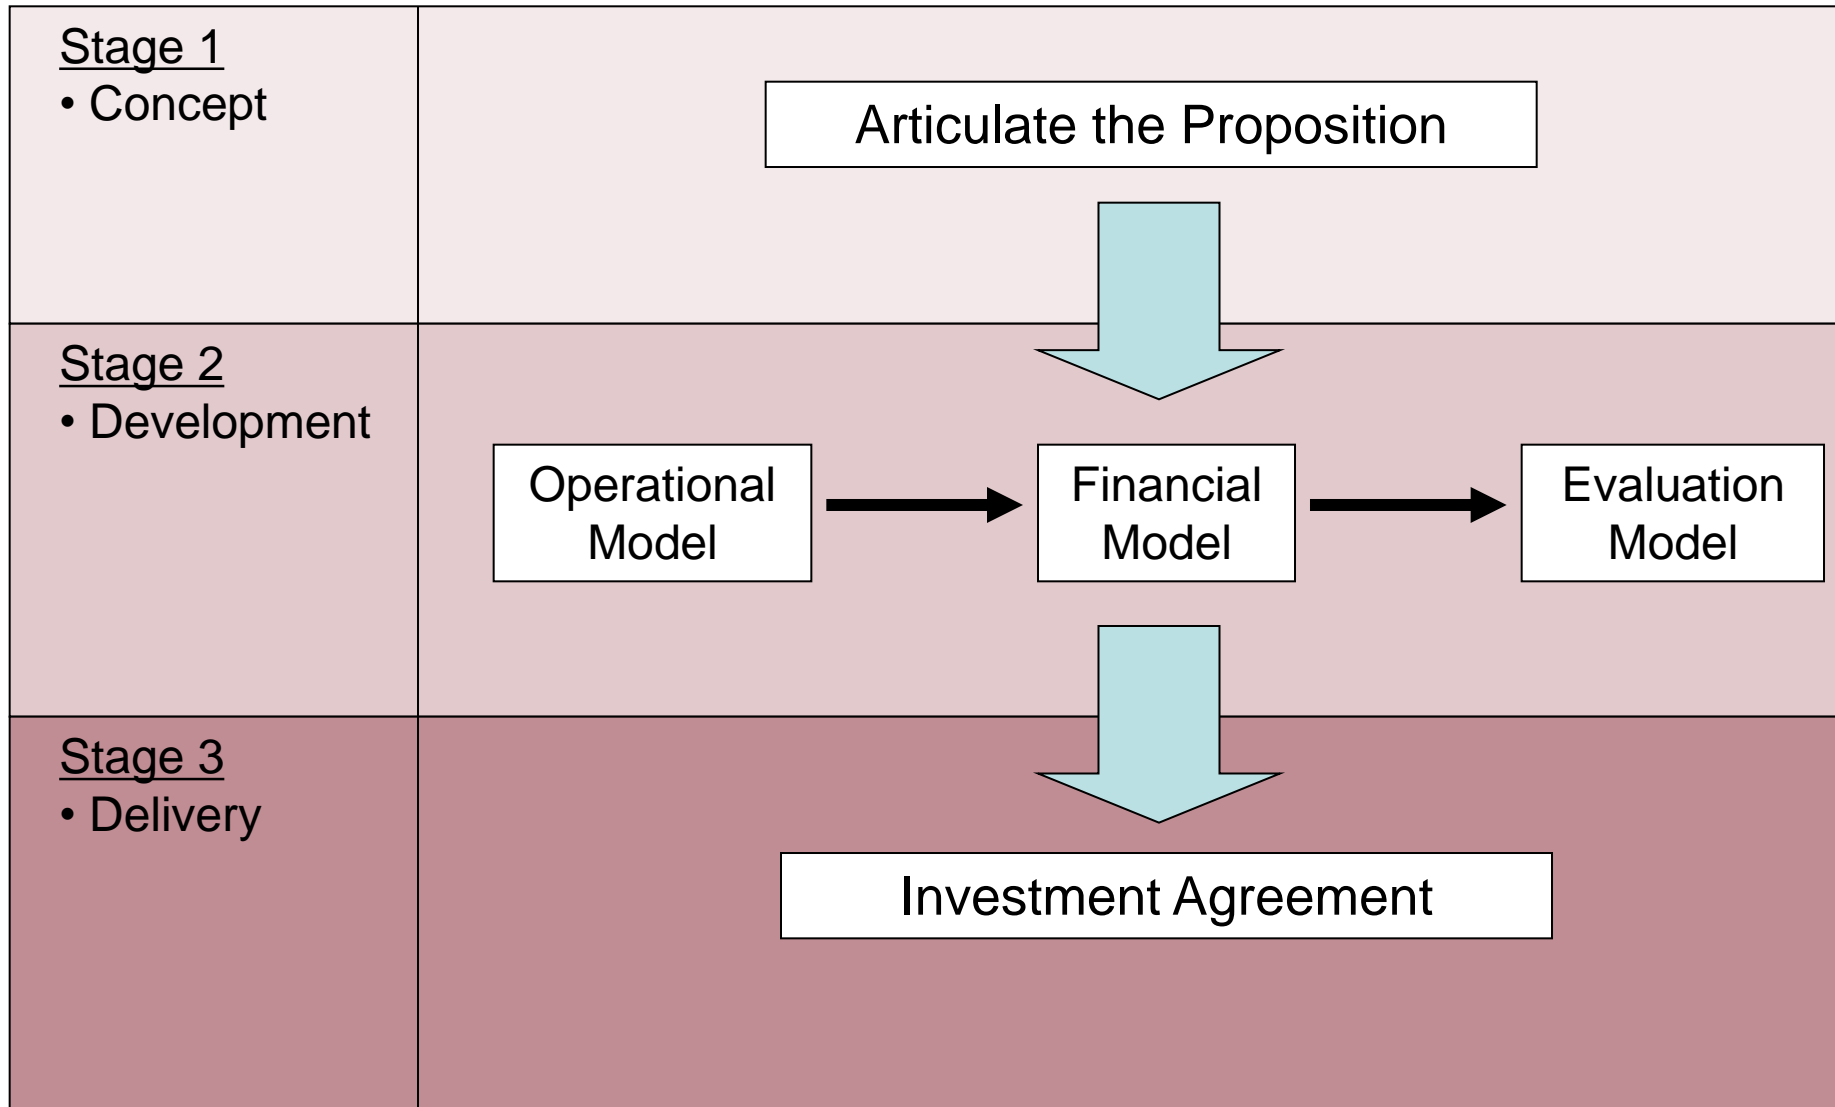 Stage 1
• Concept
Articulate the Proposition
Stage 2
• Development
Operational
Model
Financial
Model
Evaluation
Model
Stage 3
• Delivery
Investment Agreement